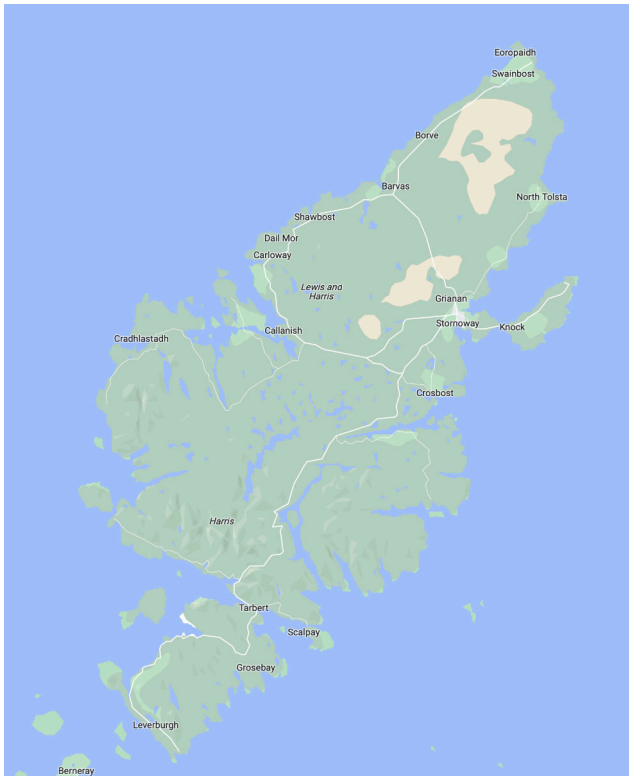 Eoropaidh
Swainbost
Borve
Barvas
North Tolsta
Shawbost
Dail Mor
Carloway
Lewis and
Harris
Grianan
Stornoway
Knock
Callanish
Cradhlastadh
Crosbost
Harris
Tarbert
Scalpay
Grosebay
Leverburgh
Berneray